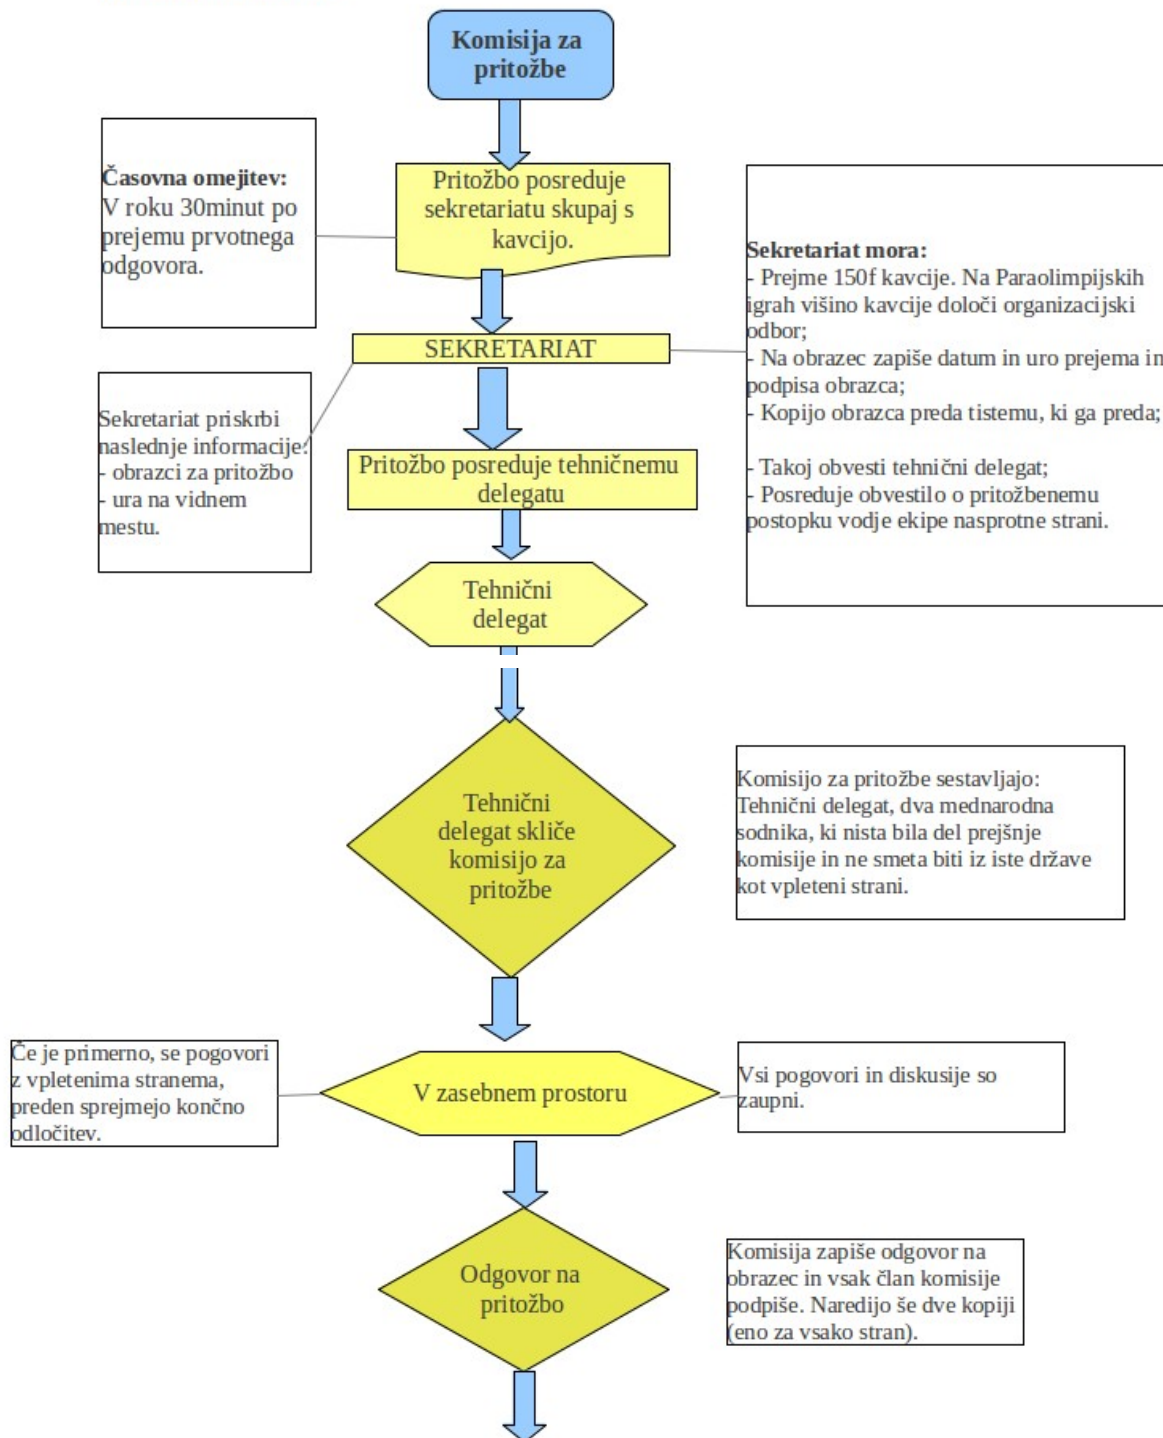 Komisija za
pritožbe
Časovna omejitev:
V roku 30minut po
prejemu prvotnega
odgovora.
Pritožbo posreduje
sekretariatu skupaj s
kavcijo.
Sekretariat mora:
- Prejme 150f kavcije. Na Paraolimpijskih
igrah višino kavcije določi organizacijski
odbor;
- Na obrazec zapiše datum in uro prejema in
podpisa obrazca;
- Kopijo obrazca preda tistemu, ki ga preda;
- Takoj obvesti tehnični delegat;
- Posreduje obvestilo o pritožbenemu
postopku vodje ekipe nasprotne strani.
SEKRETARIAT
Sekretariat priskrbi
naslednje informacije:
- obrazci za pritožbo
- ura na vidnem
mestu.
Pritožbo posreduje tehničnemu
delegatu
Tehnični
delegat
Tehnični
delegat skliče
komisijo za
pritožbe
Komisijo za pritožbe sestavljajo:
Tehnični delegat, dva mednarodna
sodnika, ki nista bila del prejšnje
komisije in ne smeta biti iz iste države
kot vpleteni strani.
Če je primerno, se pogovori
z vpletenima stranema,
preden sprejmejo končno
odločitev.
V zasebnem prostoru
Vsi pogovori in diskusije so
zaupni.
Odgovor na
pritožbo
Komisija zapiše odgovor na
obrazec in vsak član komisije
podpiše. Naredijo še dve kopiji
(eno za vsako stran).